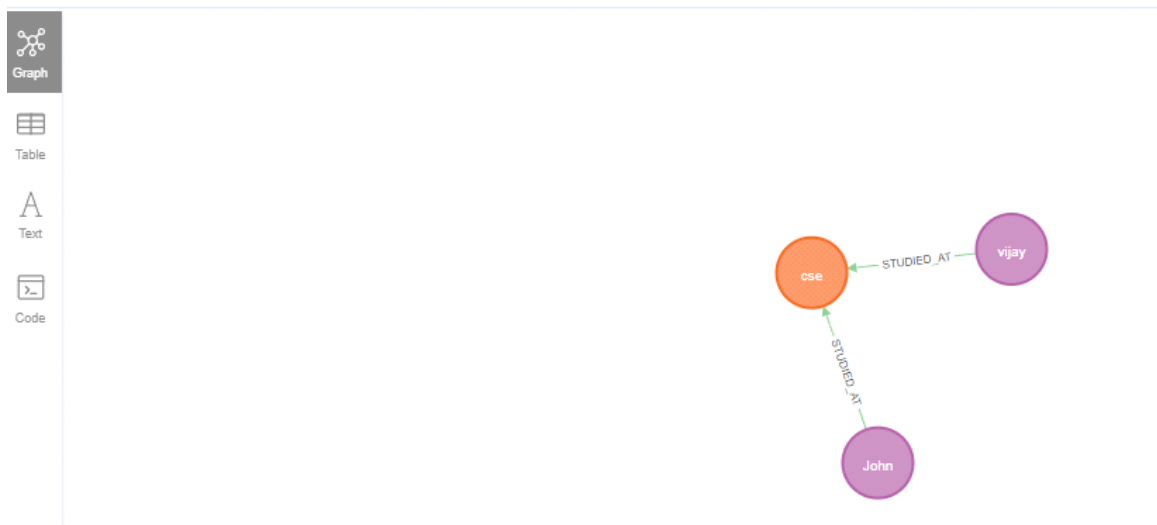 Graph
Table
Text
Code
cse
STUDIED_AT
vijay
STUDIED_AT
John